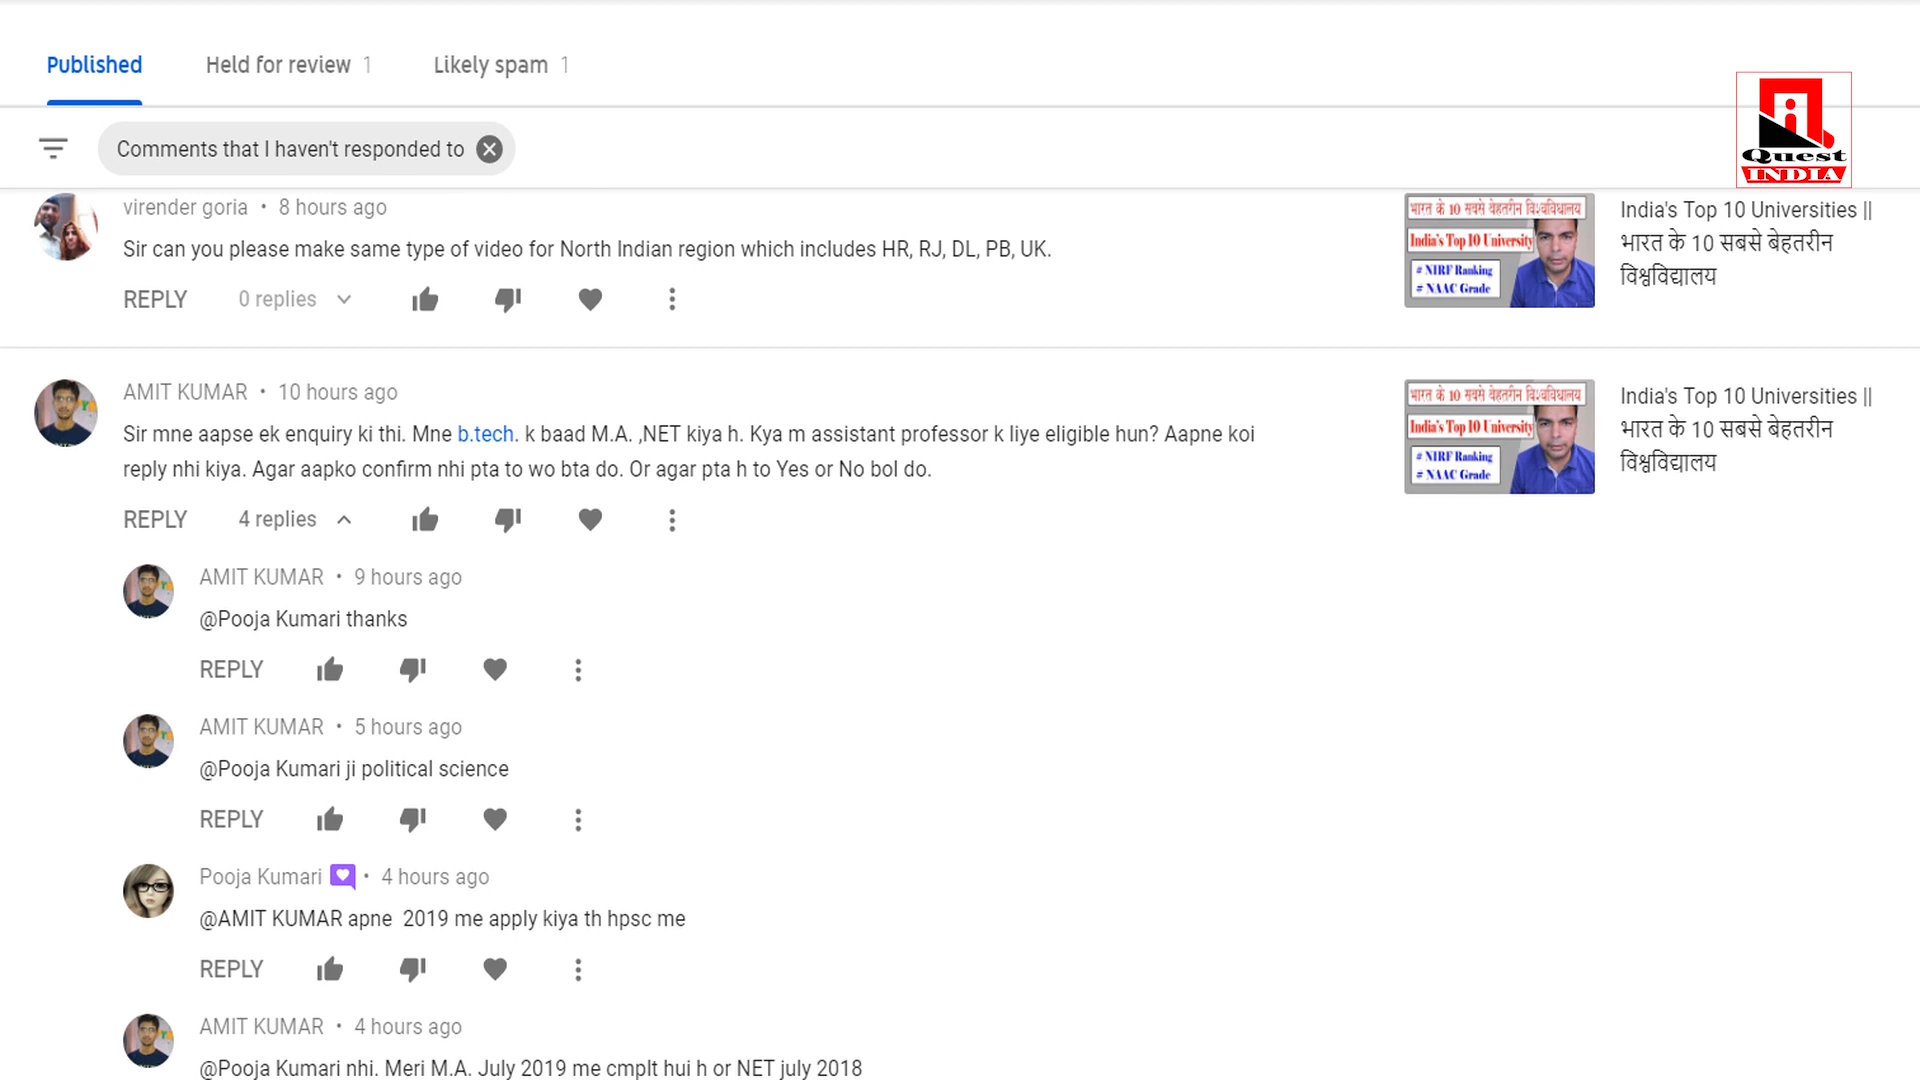 Published Held for review 1 Likely spam 1
Comments that I haven't responded to
Quest
INDIA
virender goria • 8 hours ago
Sir can you please make same type of video for North Indian region which includes HR, RJ, DL, PB, UK.
REPLY 0 replies
भारत के 10 सबसे बेहतरीन विश्वविद्यालय
India's Top 10 University
# NIRF Ranking
# NAAC Grade
India's Top 10 Universities ||
भारत के 10 सबसे बेहतरीन
विश्वविद्यालय
AMIT KUMAR • 10 hours ago
Sir mne aapse ek enquiry ki thi. Mne b.tech. k baad M.A. ,NET kiya h. Kya m assistant professor k liye eligible hun? Aapne koi
reply nhi kiya. Agar aapko confirm nhi pta to wo bta do. Or agar pta h to Yes or No bol do.
REPLY 4 replies
भारत के 10 सबसे बेहतरीन विश्वविद्यालय
India's Top 10 University
# NIRF Ranking
# NAAC Grade
India's Top 10 Universities ||
भारत के 10 सबसे बेहतरीन
विश्वविद्यालय
AMIT KUMAR • 9 hours ago
@Pooja Kumari thanks
REPLY
AMIT KUMAR • 5 hours ago
@Pooja Kumari ji political science
REPLY
Pooja Kumari • 4 hours ago
@AMIT KUMAR apne 2019 me apply kiya th hpsc me
REPLY
AMIT KUMAR • 4 hours ago
@Pooja Kumari nhi. Meri M.A. July 2019 me cmplt hui h or NET july 2018